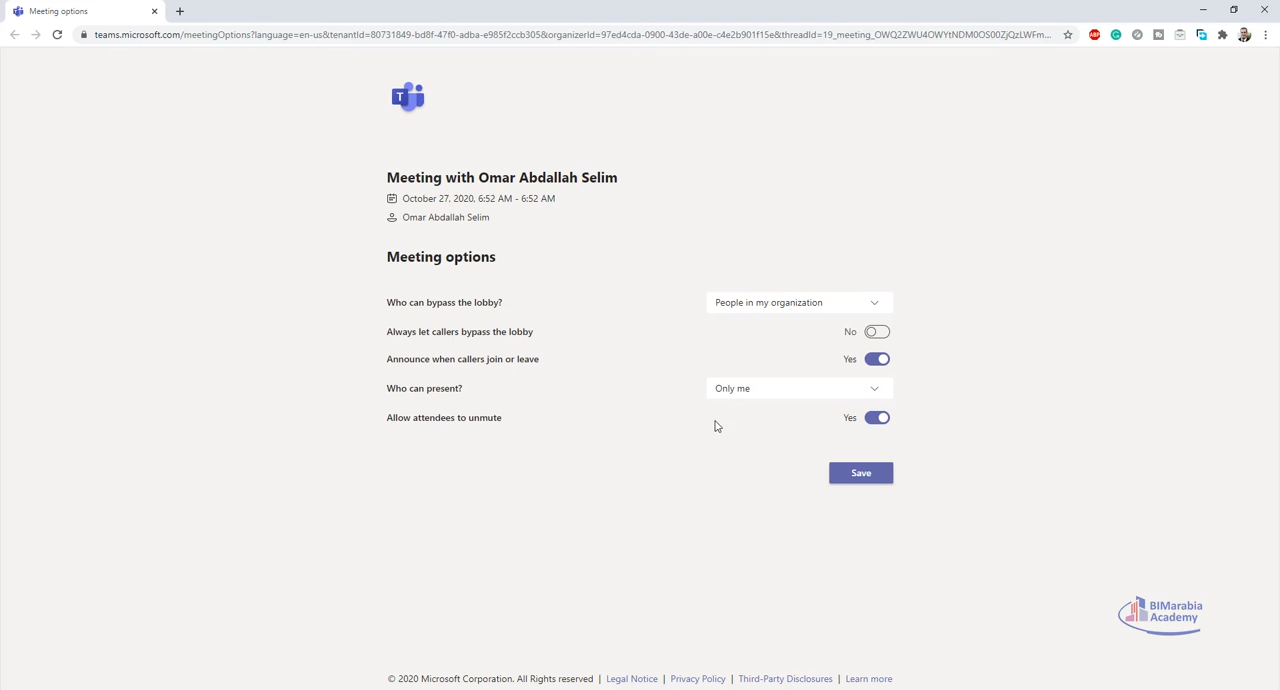 Meeting options
teams.microsoft.com/meetingOptions?language=en-us&tenantId=80731849-bd8f-47f0-adba-e985f2ccb305&organizerId=97ed4cda-0900-43de-a00e-c4e2b901f15e&threadId=19_meeting_OWQ2ZWU4OWYtNDM0OS00ZjQzLWFm...
ABP
T
Meeting with Omar Abdallah Selim
October 27, 2020, 6:52 AM - 6:52 AM
Omar Abdallah Selim
Meeting options
Who can bypass the lobby? People in my organization
Always let callers bypass the lobby No
Announce when callers join or leave Yes
Who can present? Only me
Allow attendees to unmute Yes
Save
BIMarabia
Academy
© 2020 Microsoft Corporation. All Rights reserved | Legal Notice | Privacy Policy | Third-Party Disclosures | Learn more